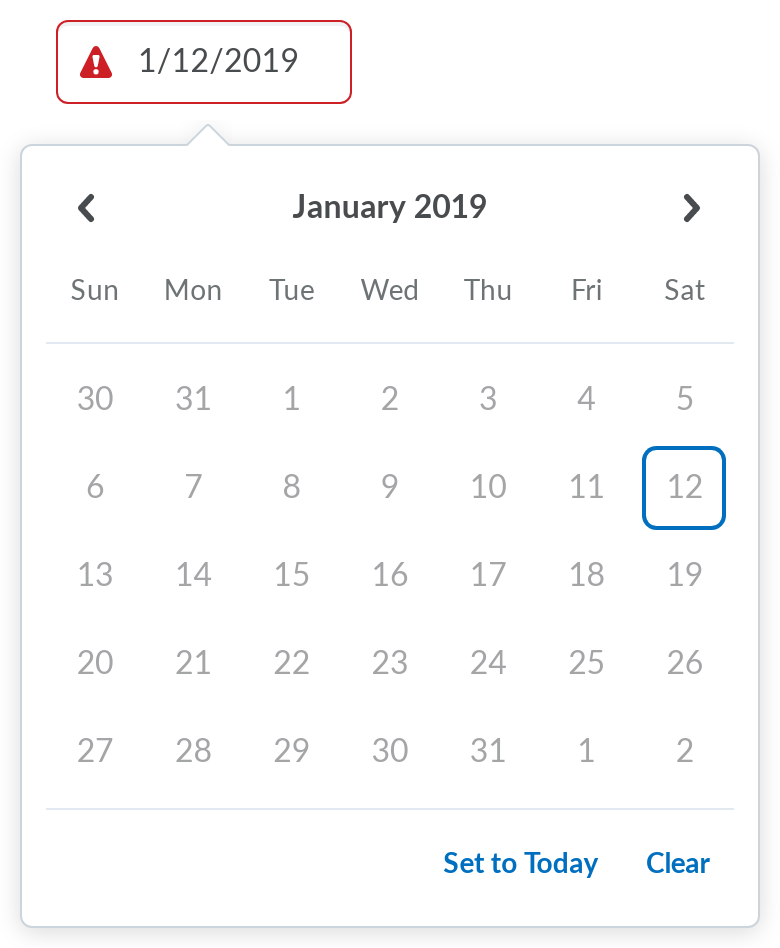 1/12/2019
January 2019
Sun Mon Tue Wed Thu Fri Sat
30 31 1 2 3 4 5
6 7 8 9 10 11 12
13 14 15 16 17 18 19
20 21 22 23 24 25 26
27 28 29 30 31 1 2
Set to Today Clear